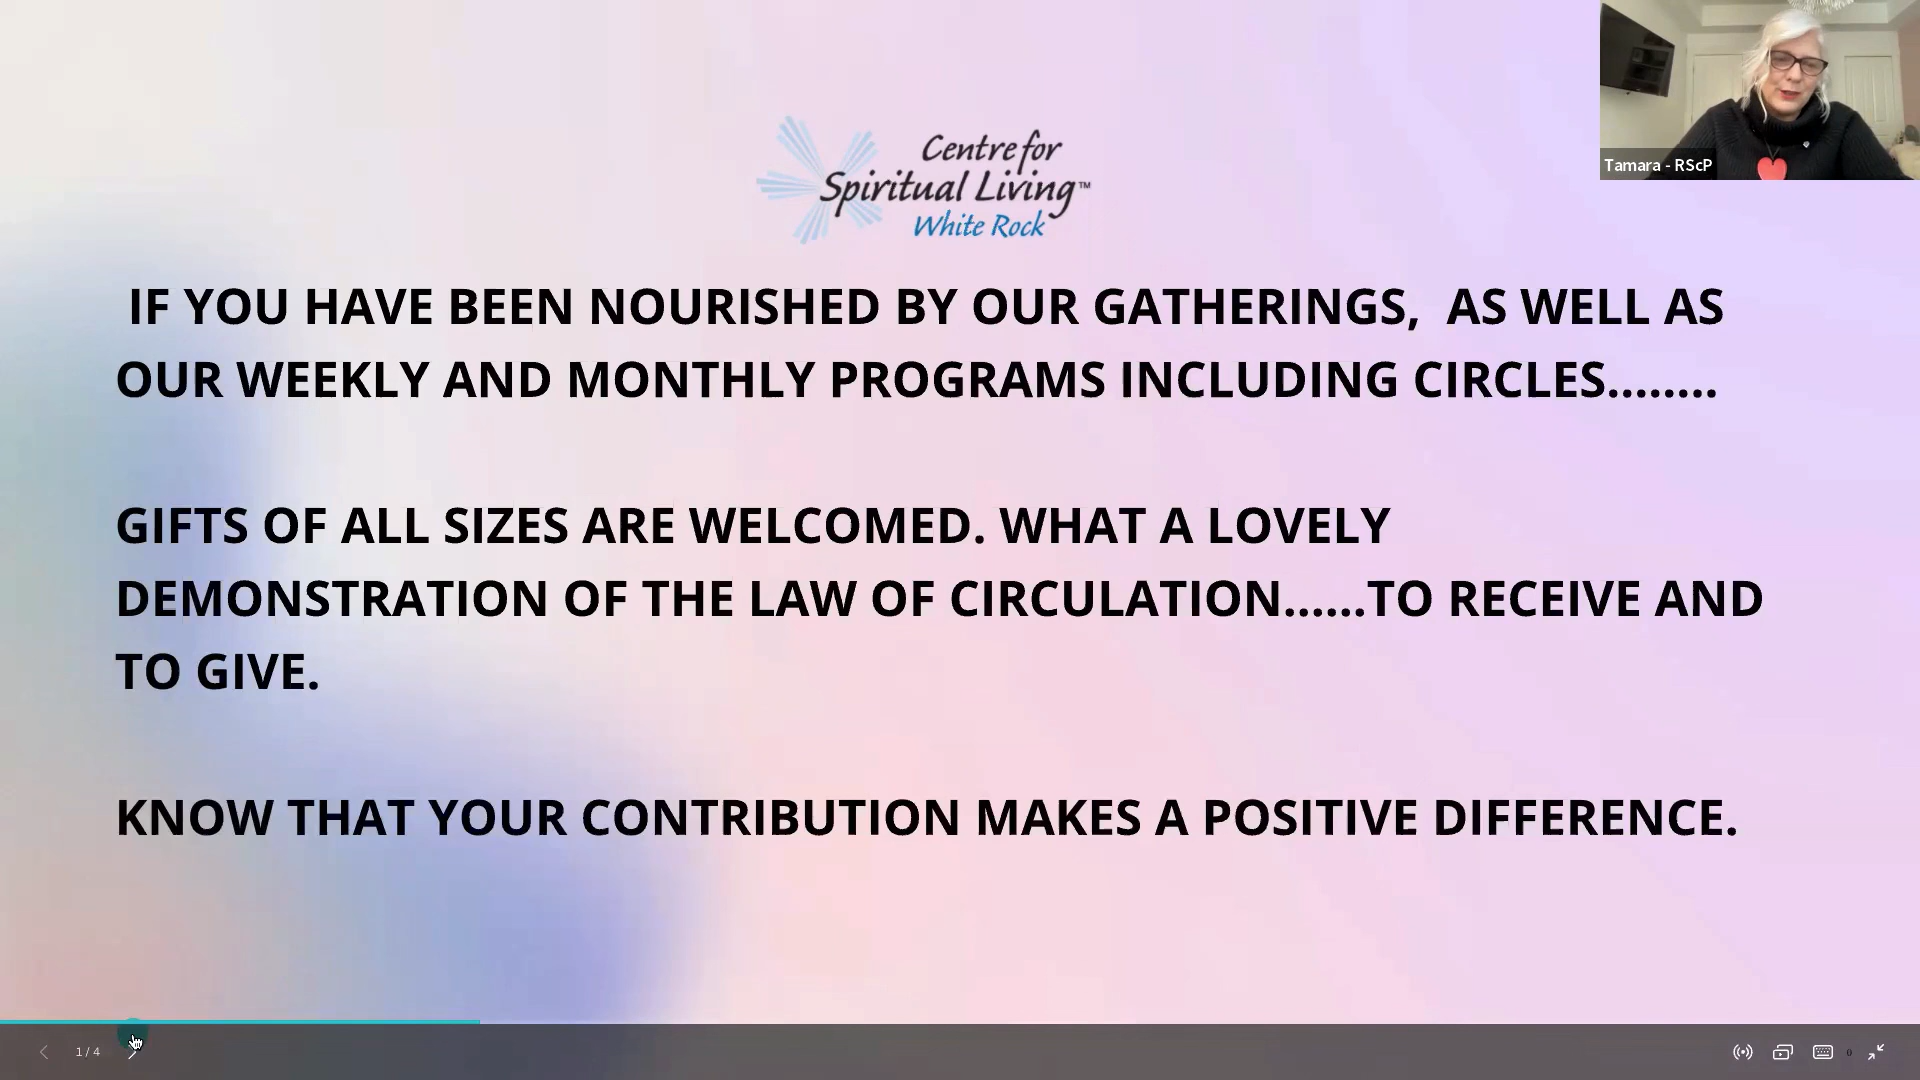 Centre for
Spiritual Living™
White Rock
Tamara - RScP
IF YOU HAVE BEEN NOURISHED BY OUR GATHERINGS,  AS WELL AS
OUR WEEKLY AND MONTHLY PROGRAMS INCLUDING CIRCLES........
GIFTS OF ALL SIZES ARE WELCOMED. WHAT A LOVELY
DEMONSTRATION OF THE LAW OF CIRCULATION......TO RECEIVE AND
TO GIVE.
KNOW THAT YOUR CONTRIBUTION MAKES A POSITIVE DIFFERENCE.
1 / 4
0